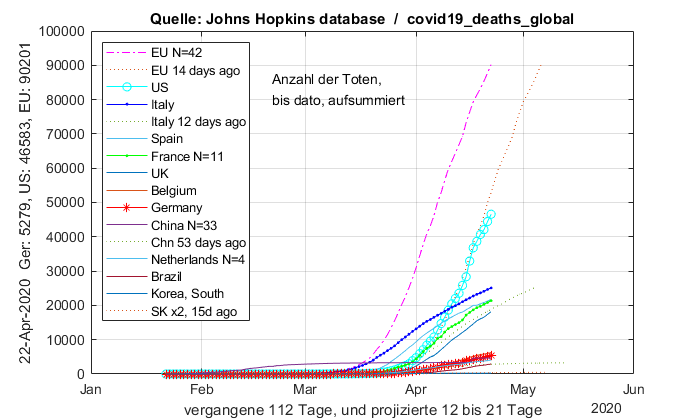 Quelle: Johns Hopkins database / covid19_deaths_global
22-Apr-2020 Ger: 5279, US: 46583, EU: 90201
100000
90000
80000
70000
60000
50000
40000
30000
20000
10000
0
EU N=42
EU 14 days ago
US
Italy
Italy 12 days ago
Spain
France N=11
UK
Belgium
Germany
China N=33
Chn 53 days ago
Netherlands N=4
Brazil
Korea, South
SK x2, 15d ago
Anzahl der Toten,
bis dato, aufsummiert
Jan Feb Mar Apr May Jun
2020
vergangene 112 Tage, und projizierte 12 bis 21 Tage